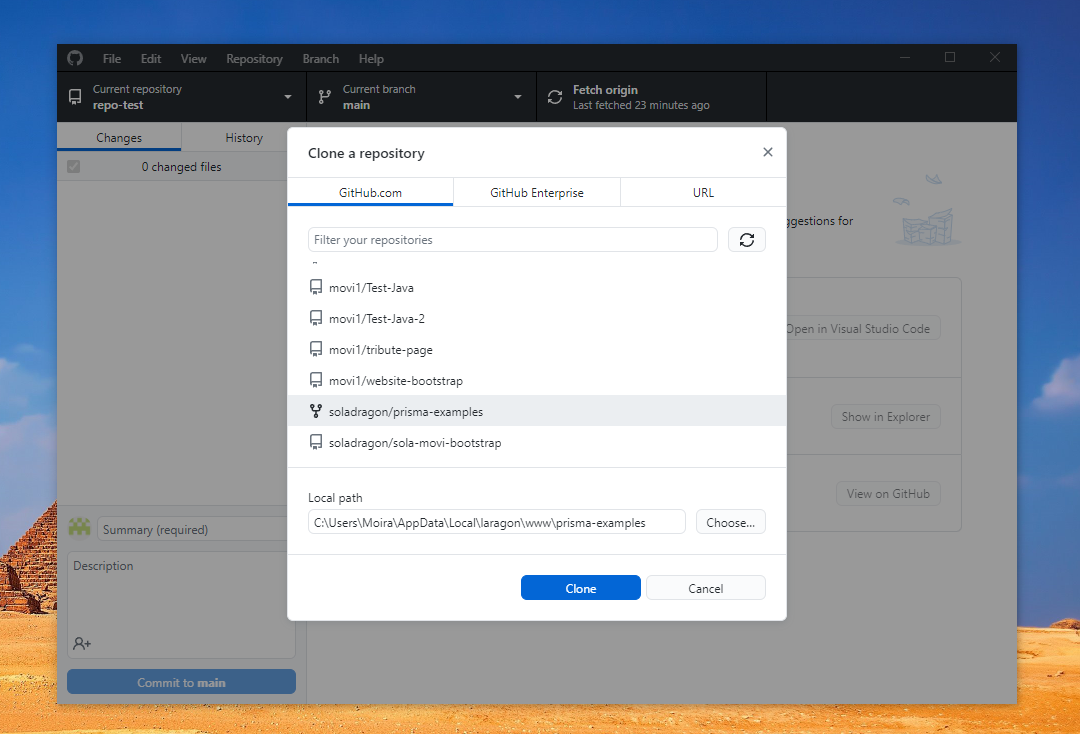 File Edit View Repository Branch Help
Current repository
repo-test
Current branch
main
Fetch origin
Last fetched 23 minutes ago
Changes
History
0 changed files
Clone a repository
GitHub.com
GitHub Enterprise
URL
Filter your repositories
movi1/Test-Java
movi1/Test-Java-2
movi1/tribute-page
movi1/website-bootstrap
soladragon/prisma-examples
soladragon/sola-movi-bootstrap
Local path
C:\Users\Moira\AppData\Local\laragon\www\prisma-examples
Choose...
Clone
Cancel
for
Open in Visual Studio Code
Show in Explorer
View on GitHub
Summary (required)
Description
Commit to main